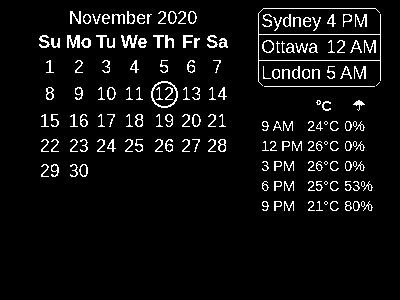 November 2020
Su Mo Tu We Th Fr Sa
1 2 3 4 5 6 7
8 9 10 11 12 13 14
15 16 17 18 19 20 21
22 23 24 25 26 27 28
29 30
Sydney 4 PM
Ottawa 12 AM
London 5 AM
°C ☂
9 AM 24°C 0%
12 PM 26°C 0%
3 PM 26°C 0%
6 PM 25°C 53%
9 PM 21°C 80%